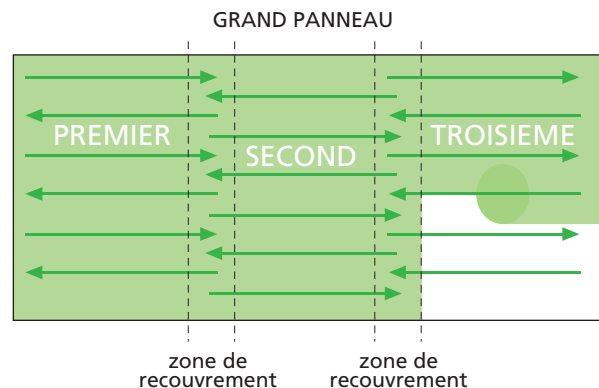 GRAND PANNEAU
PREMIER
SECOND
TROISIEME
zone de
recouvrement
zone de
recouvrement